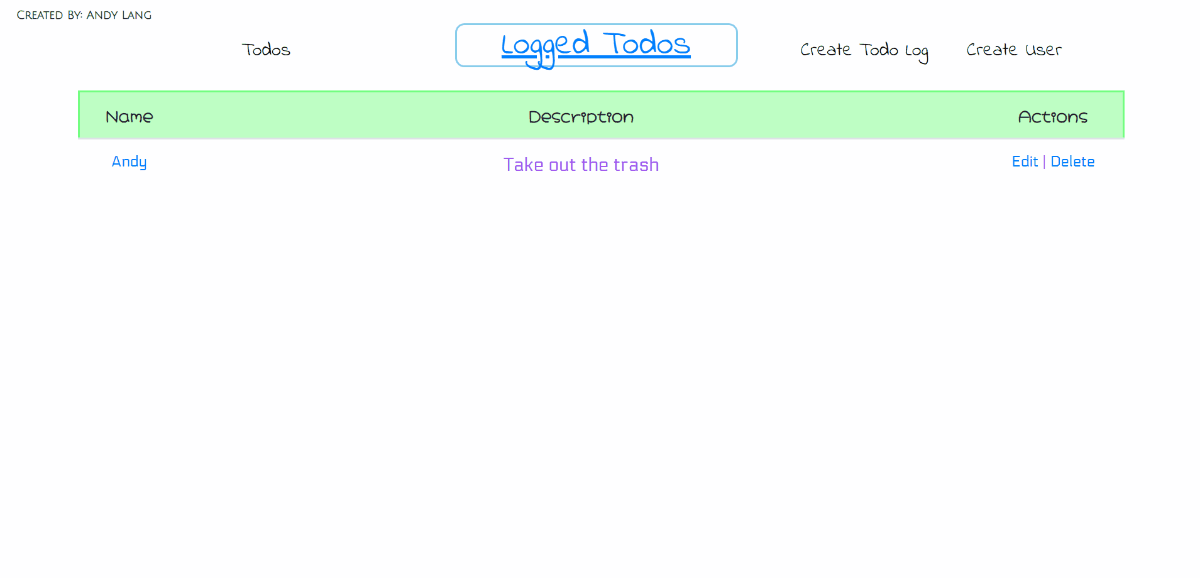 Created By: Andy Lang
Todos
Logged Todos
Create Todo Log
Create User
Name
Description
Actions
Andy
Take out the trash
Edit | Delete